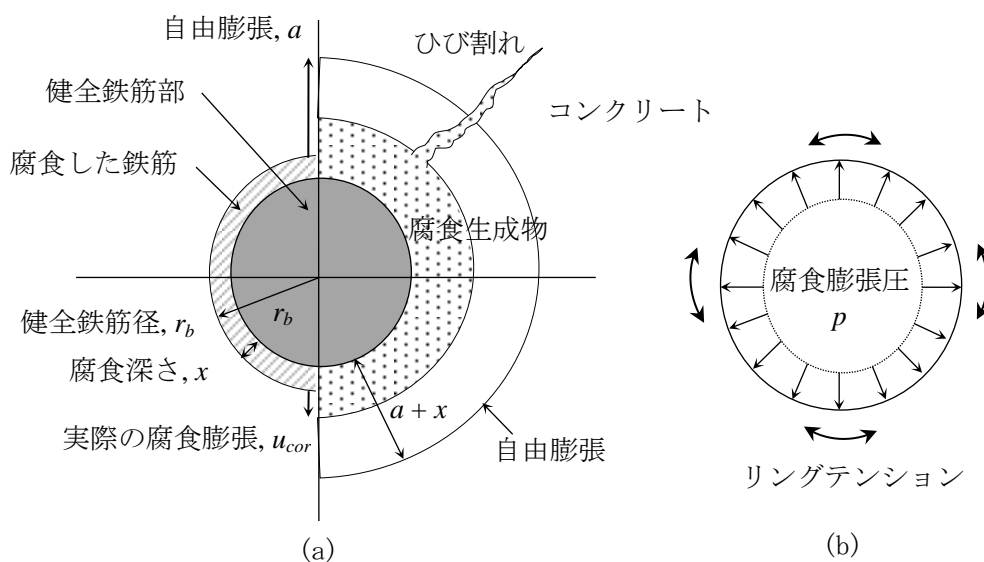 自由膨張, a
ひび割れ
健全鉄筋部
コンクリート
腐食した鉄筋
腐食生成物
健全鉄筋径, r_b
r_b
腐食深さ, x
a + x
実際の腐食膨張, u_cor
自由膨張
(a)
腐食膨張圧
p
リングテンション
(b)